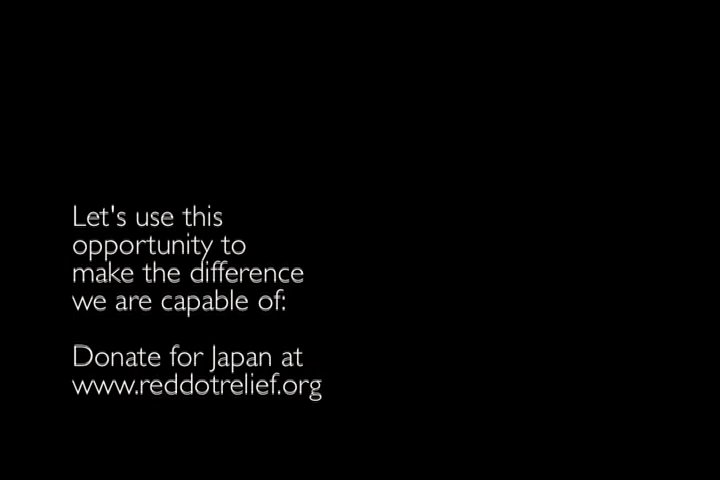 Let's use this
opportunity to
make the difference
we are capable of:
Donate for Japan at
www.reddotrelief.org